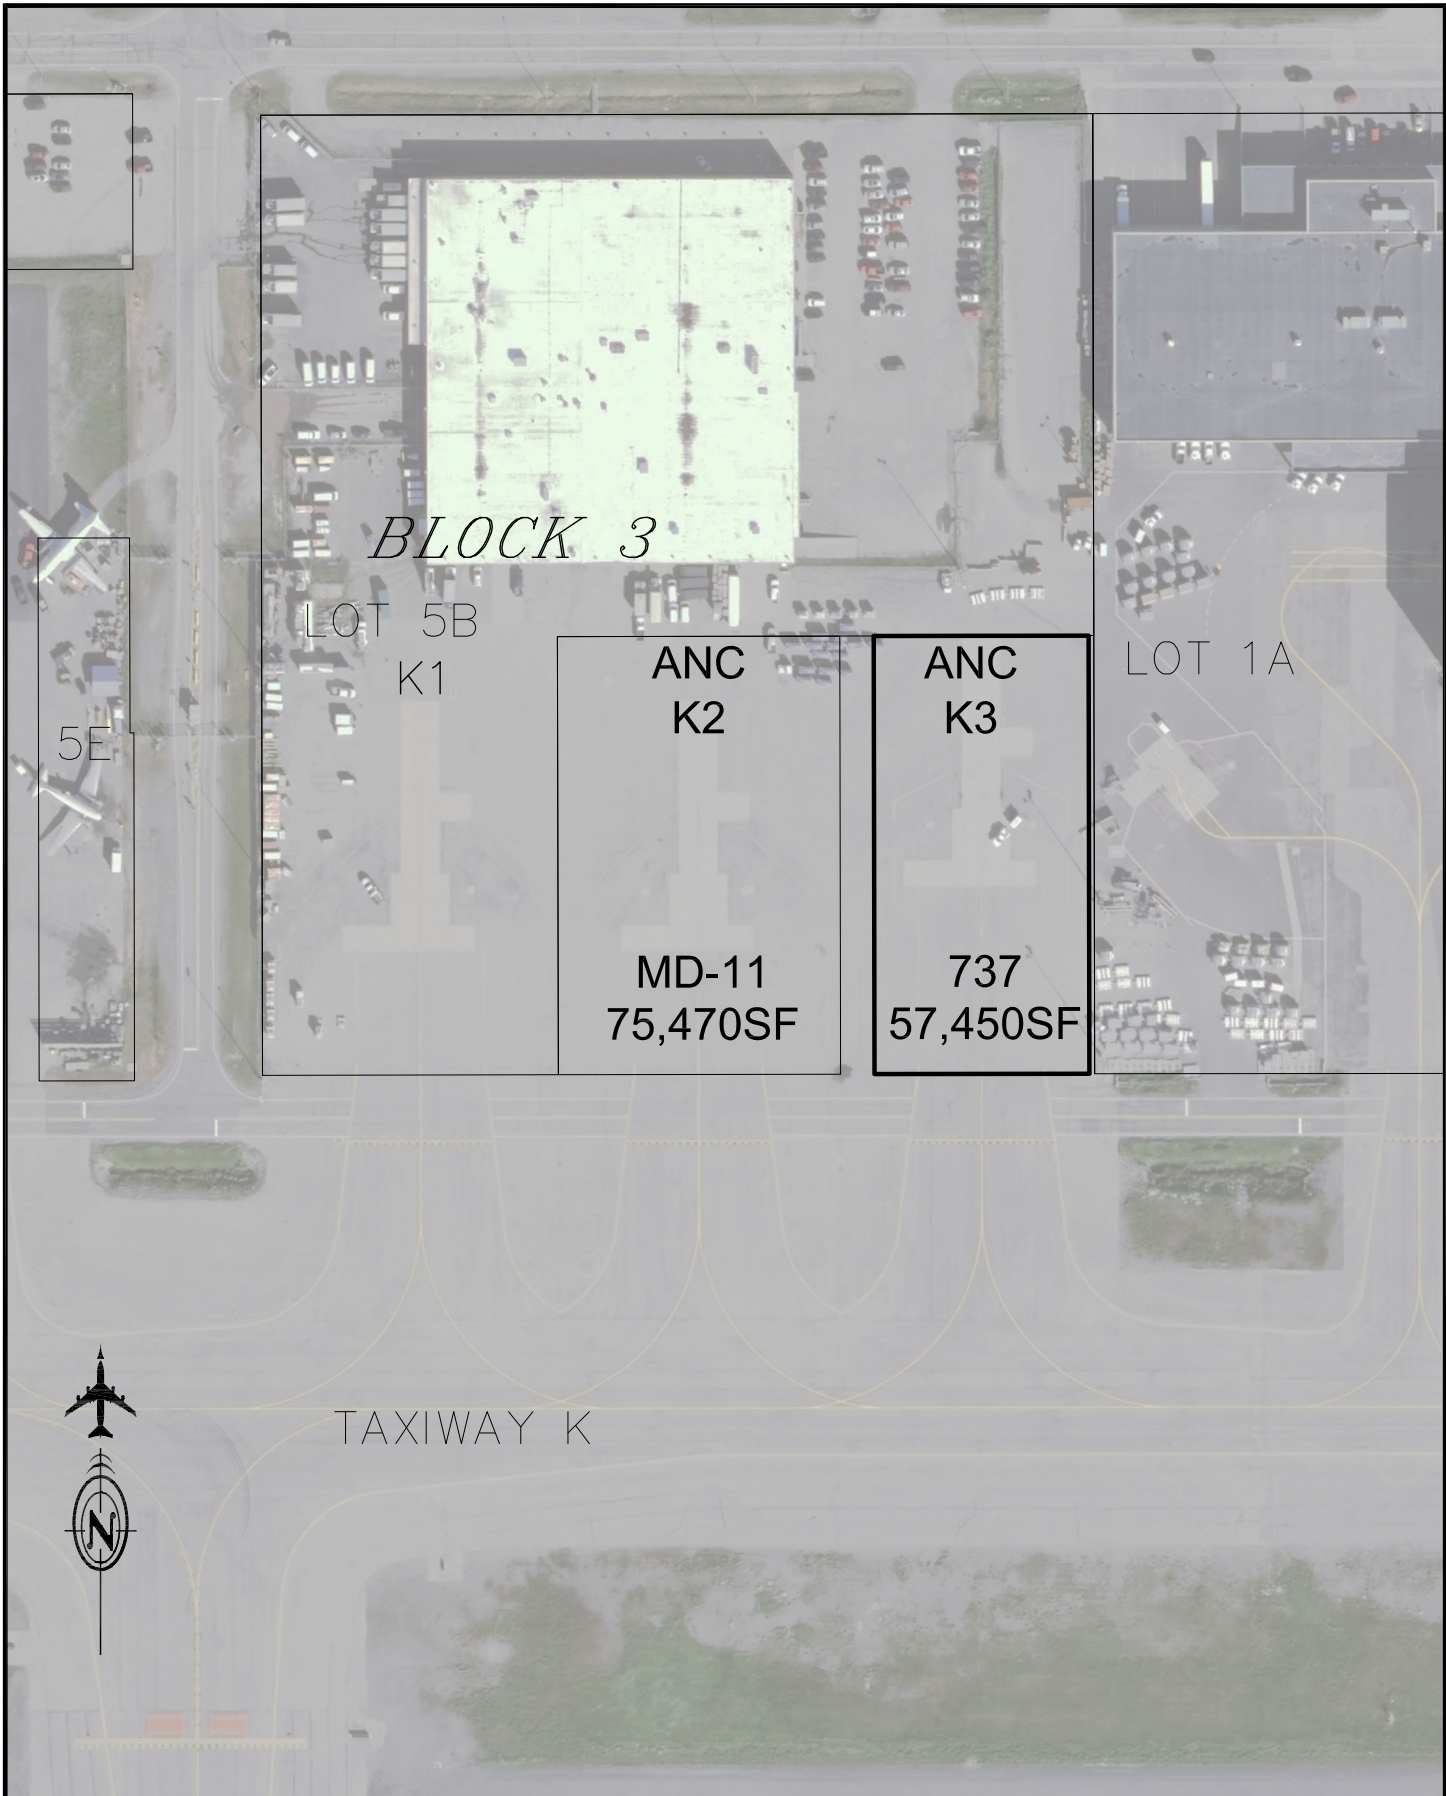 BLOCK 3
LOT 5B
K1
ANC
K2
ANC
K3
LOT 1A
5E
MD-11
75,470SF
737
57,450SF
TAXIWAY K
N